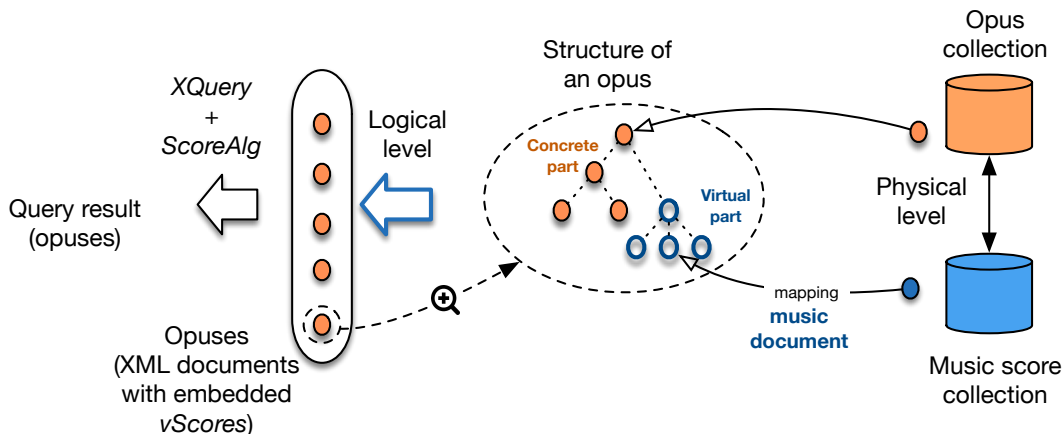 XQuery
+
ScoreAlg
Query result
(opuses)
Logical
level
Opuses
(XML documents
with embedded
vScores)
Structure of
an opus
Concrete
part
Virtual
part
mapping
music
document
Opus
collection
Physical
level
Music score
collection